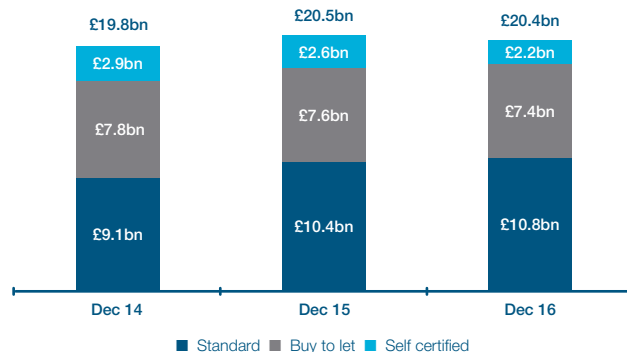 £19.8bn £20.5bn £20.4bn
£2.9bn £2.6bn £2.2bn
£7.8bn £7.6bn £7.4bn
£9.1bn £10.4bn £10.8bn
Dec 14 Dec 15 Dec 16
Standard Buy to let Self certified